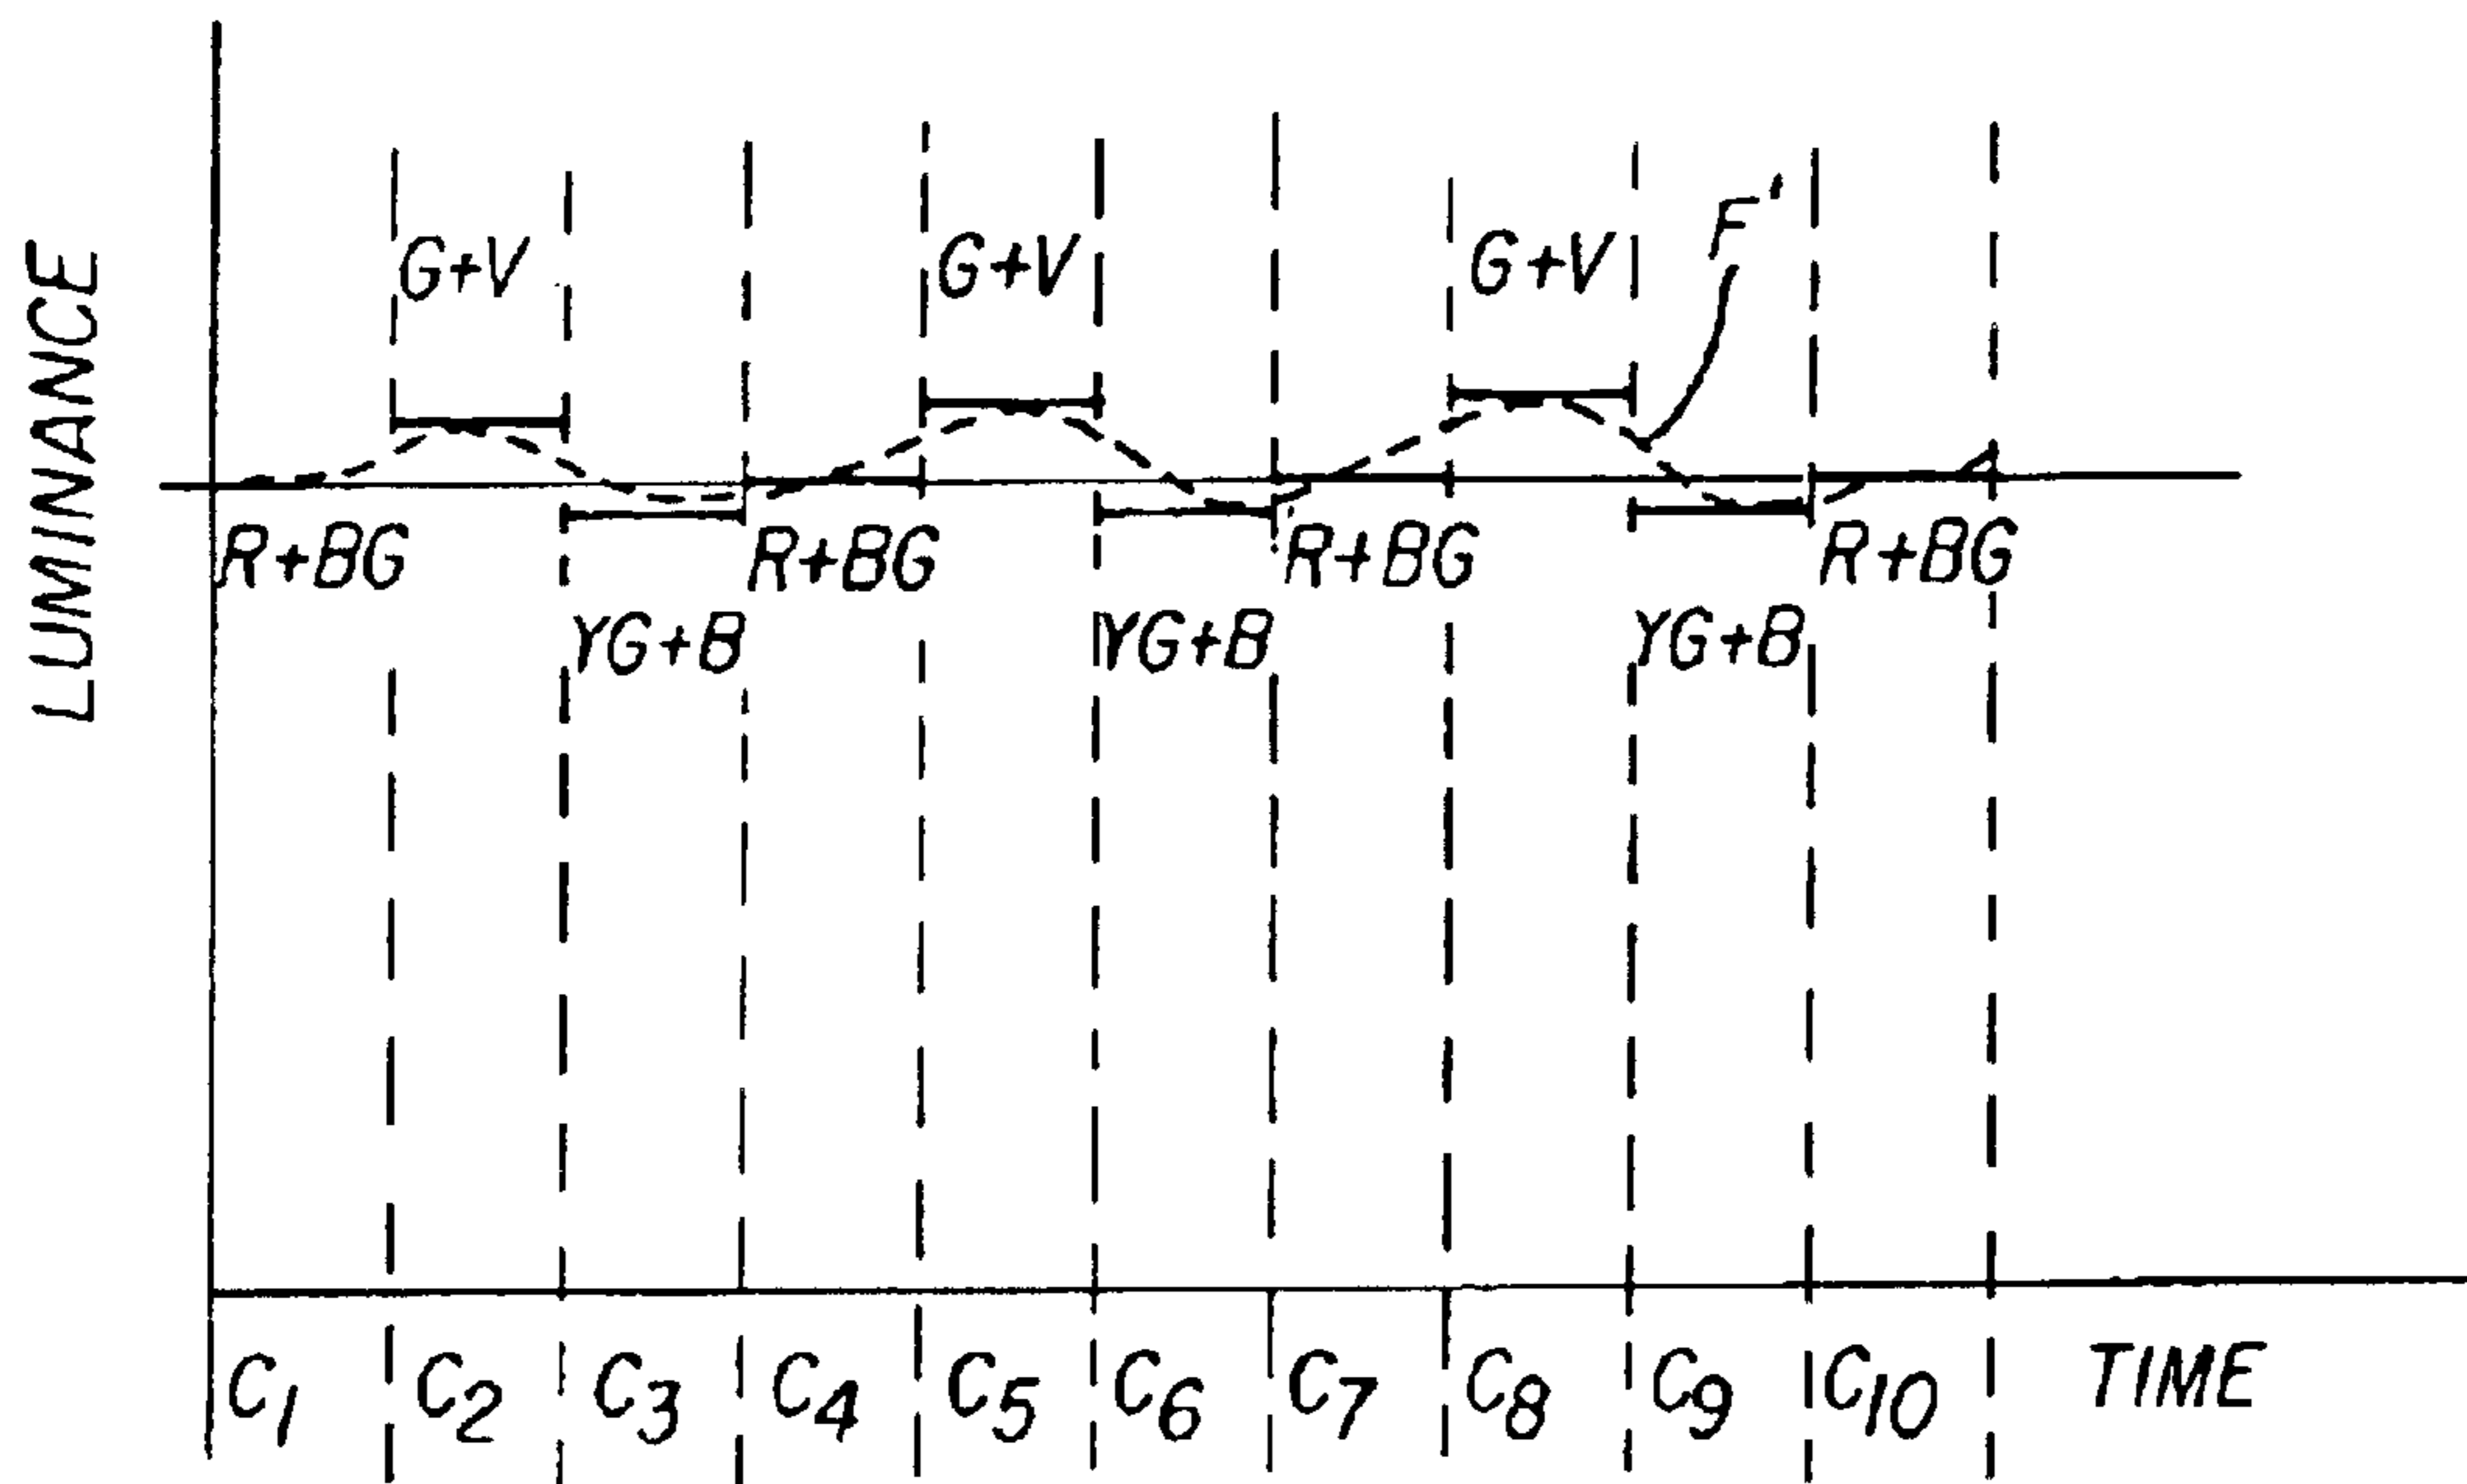 LUMINANCE
G+V G+V G+V F'
R+BG R+BG R+BG R+BG
YG+B YG+B YG+B
C1 C2 C3 C4 C5 C6 C7 C8 C9 C10 TIME